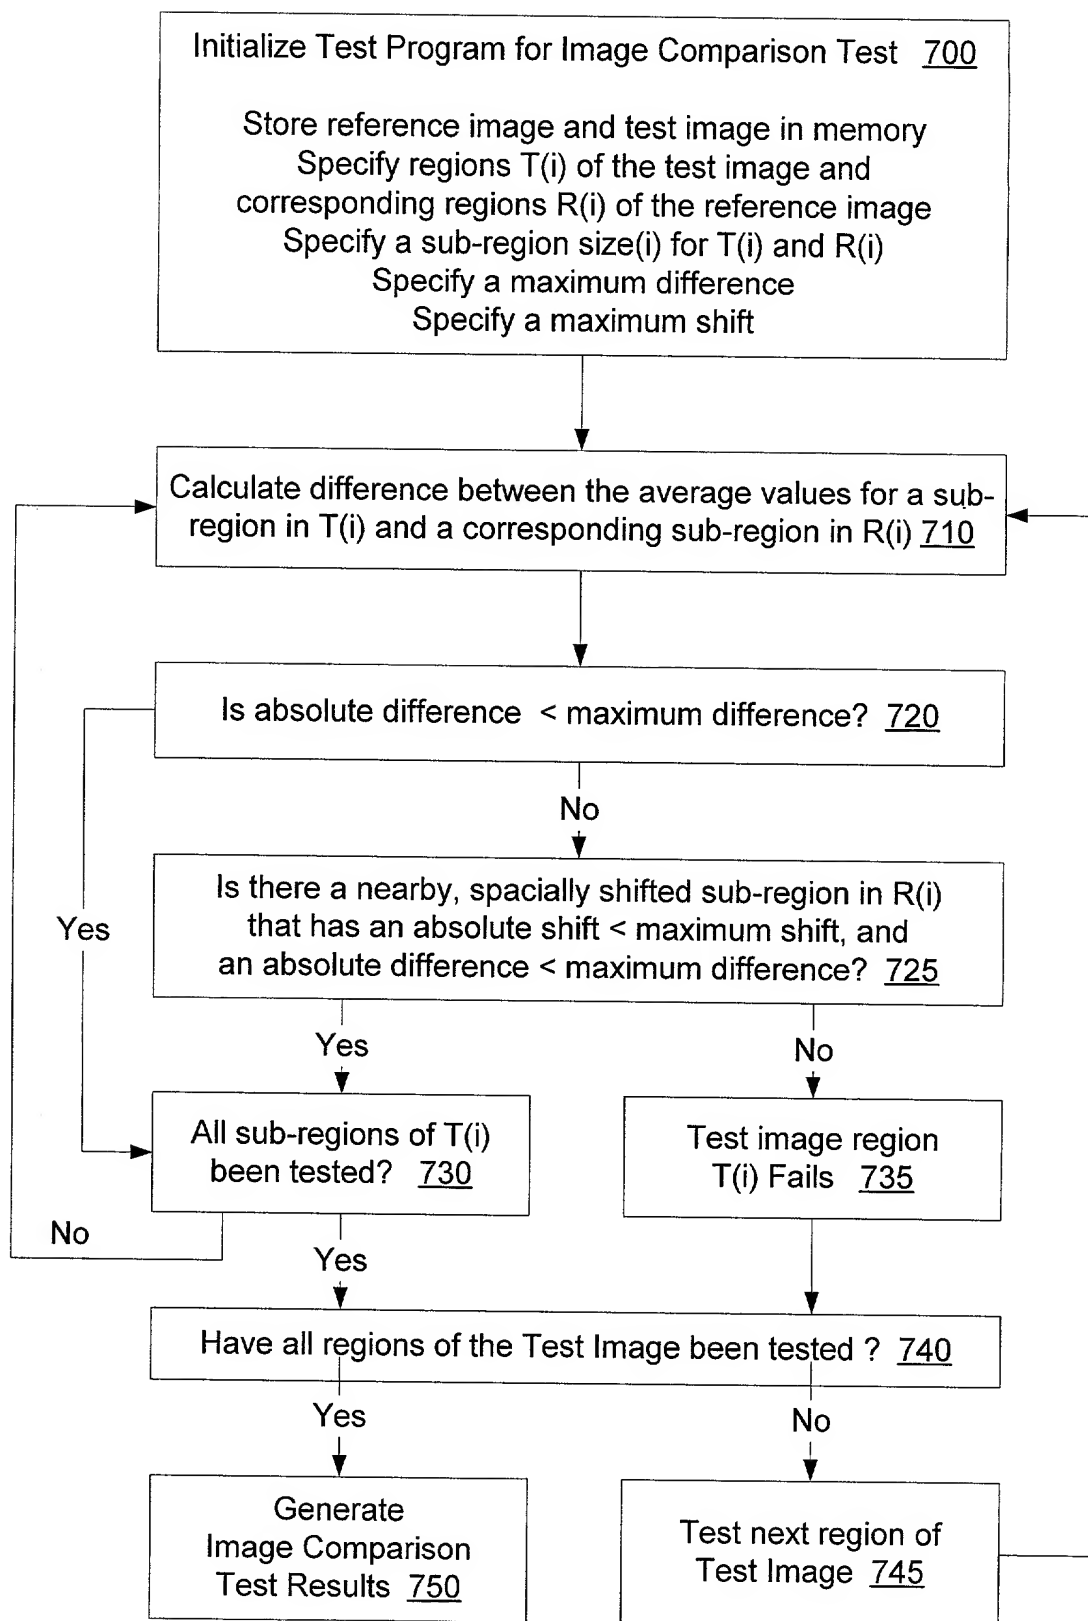 Initialize Test Program for Image Comparison Test 700
Store reference image and test image in memory
Specify regions T(i) of the test image and
corresponding regions R(i) of the reference image
Specify a sub-region size(i) for T(i) and R(i)
Specify a maximum difference
Specify a maximum shift
Calculate difference between the average values for a sub-
region in T(i) and a corresponding sub-region in R(i) 710
Is absolute difference < maximum difference? 720
No
Is there a nearby, spacially shifted sub-region in R(i)
that has an absolute shift < maximum shift, and
an absolute difference < maximum difference? 725
Yes
Yes
No
All sub-regions of T(i)
been tested? 730
Test image region
T(i) Fails 735
No
Yes
Have all regions of the Test Image been tested ? 740
Yes
No
Generate
Image Comparison
Test Results 750
Test next region of
Test Image 745